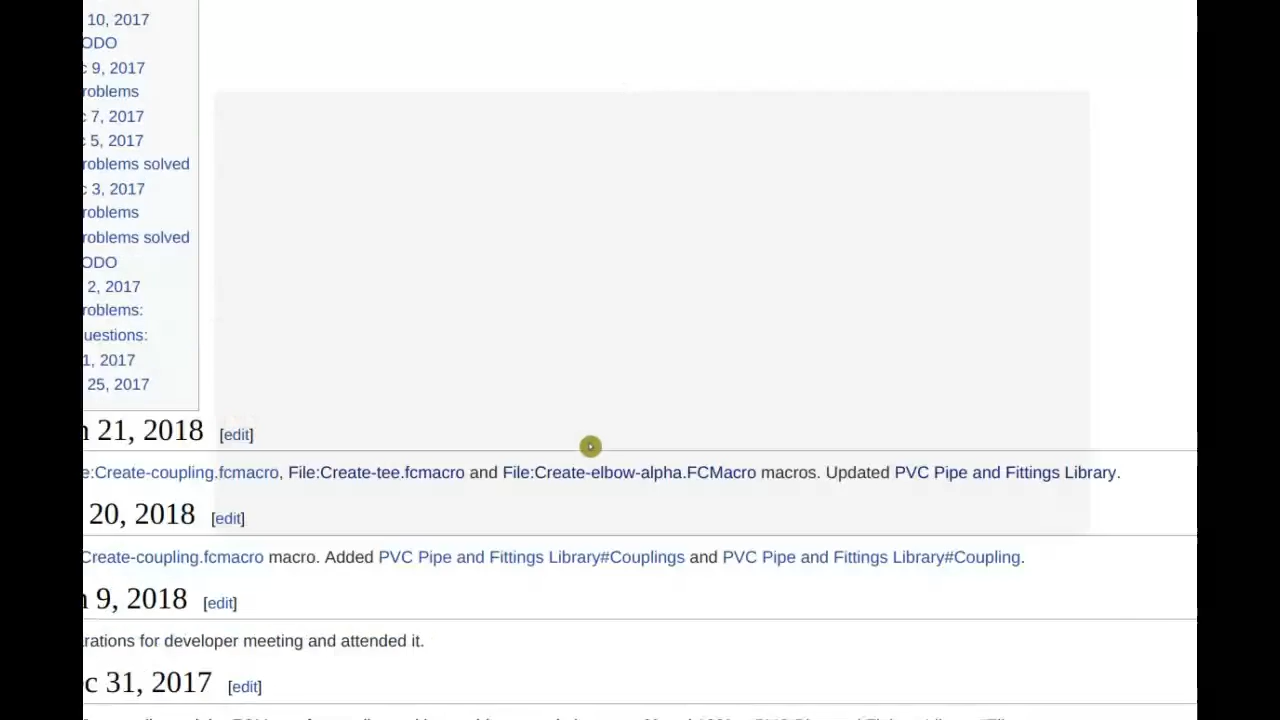 10, 2017
ODO
c 9, 2017
roblems
c 7, 2017
c 5, 2017
roblems solved
c 3, 2017
roblems
roblems solved
ODO
2, 2017
roblems:
uestions:
1, 2017
25, 2017
n 21, 2018 [edit]
e:Create-coupling.fcmacro, File:Create-tee.fcmacro and File:Create-elbow-alpha.FCMacro macros. Updated PVC Pipe and Fittings Library.
20, 2018 [edit]
Create-coupling.fcmacro macro. Added PVC Pipe and Fittings Library#Couplings and PVC Pipe and Fittings Library#Coupling.
n 9, 2018 [edit]
arations for developer meeting and attended it.
c 31, 2017 [edit]